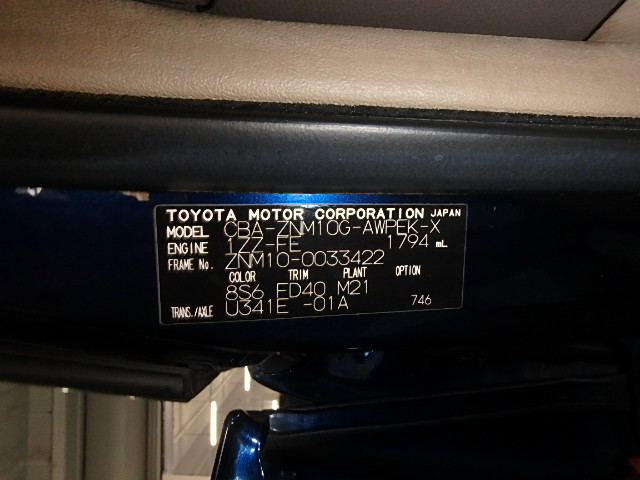 TOYOTA MOTOR CORPORATION JAPAN
MODEL CBA-ZNM10G-AWPEK-X
ENGINE 1ZZ-FE 1794 mL
FRAME No. ZNM10-0033422
COLOR TRIM PLANT OPTION
8S6 FD40 M21
TRANS./AXLE U341E -01A 746